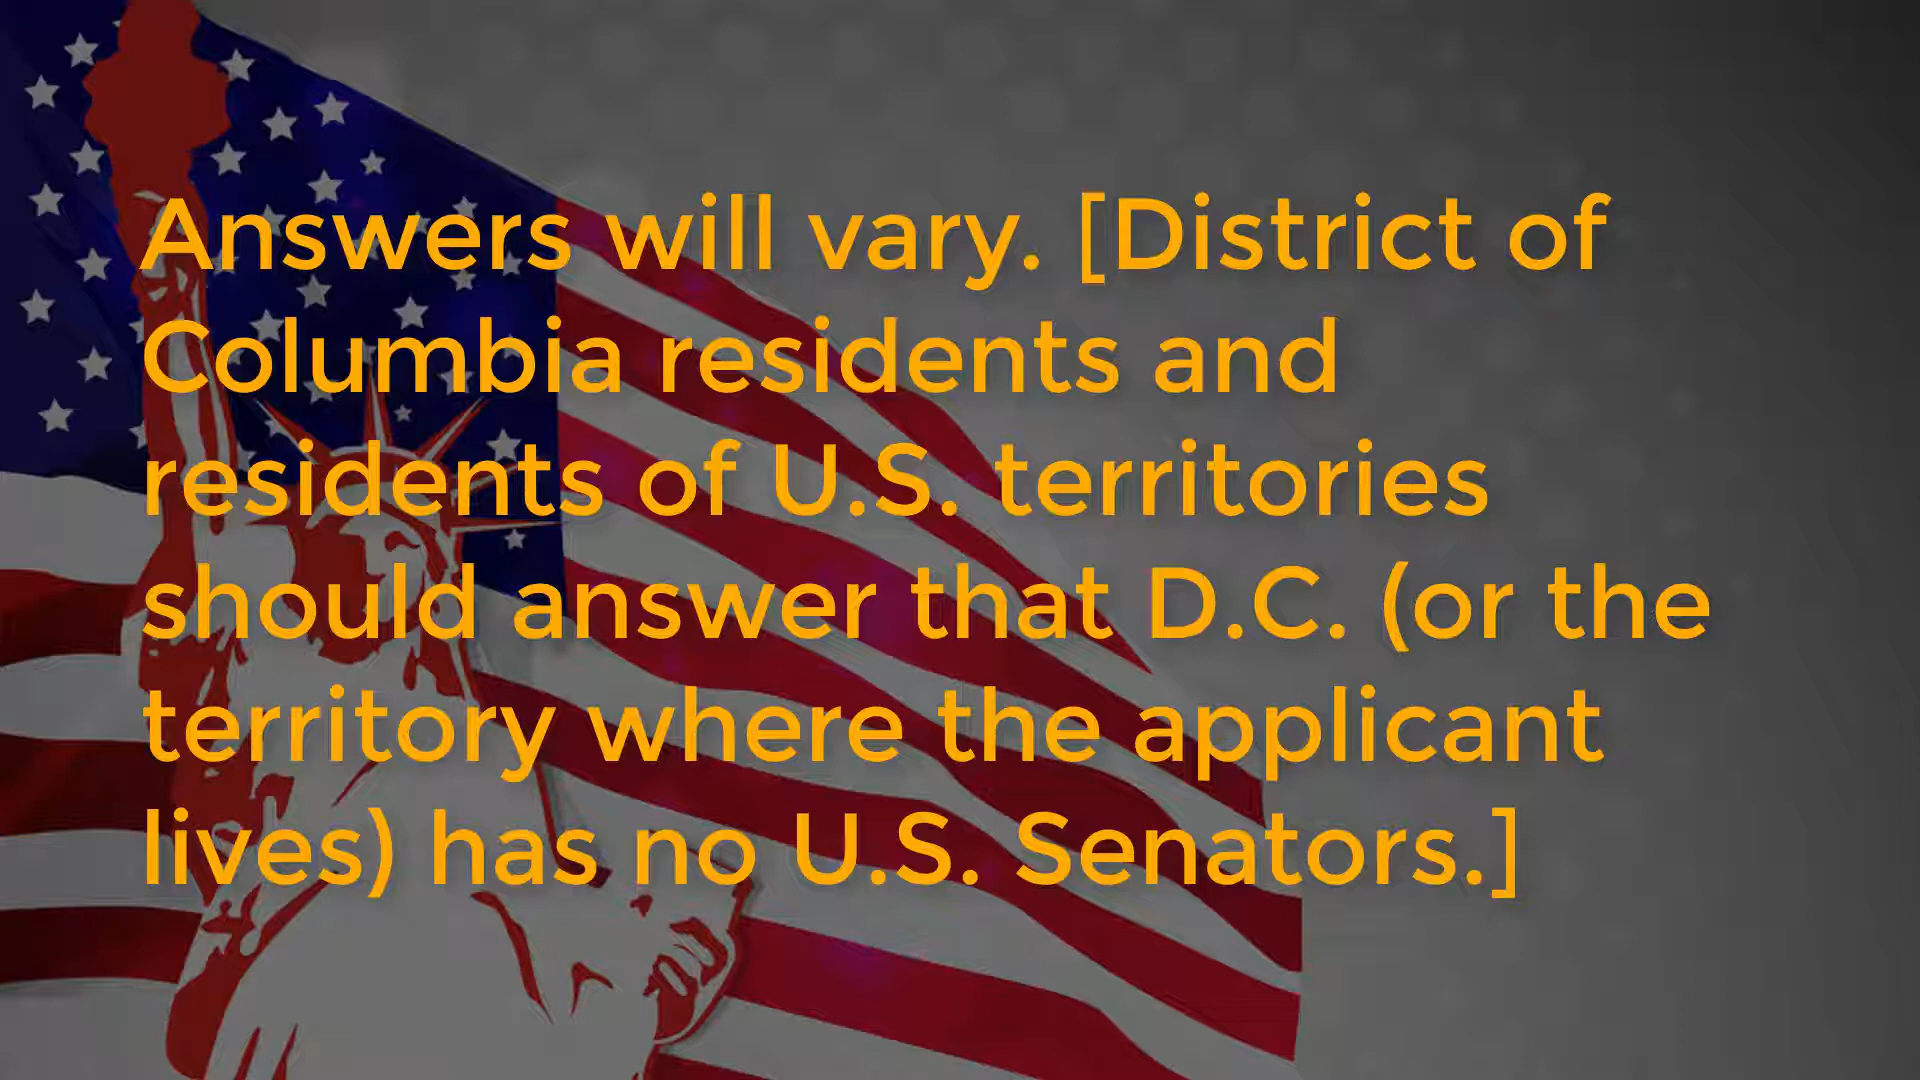 Answers will vary. [District of
Columbia residents and
residents of U.S. territories
should answer that D.C. (or the
territory where the applicant
lives) has no U.S. Senators.]